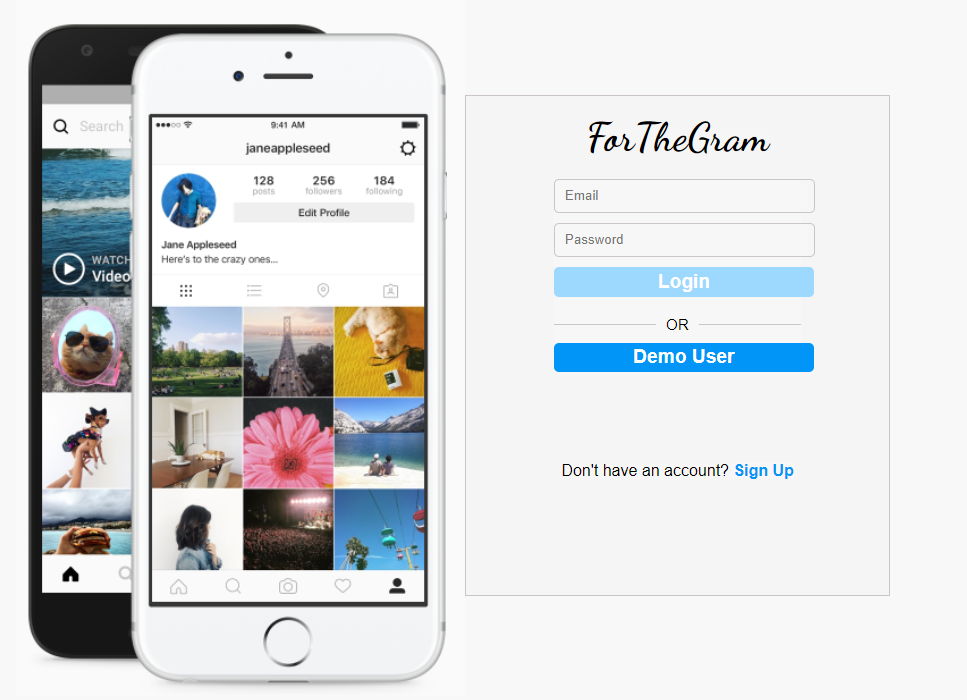 Search
WATCH
Video
9:41 AM
janeappleseed
128 256 184
posts followers following
Edit Profile
Jane Appleseed
Here's to the crazy ones...
ForTheGram
Email
Password
Login
OR
Demo User
Don't have an account? Sign Up